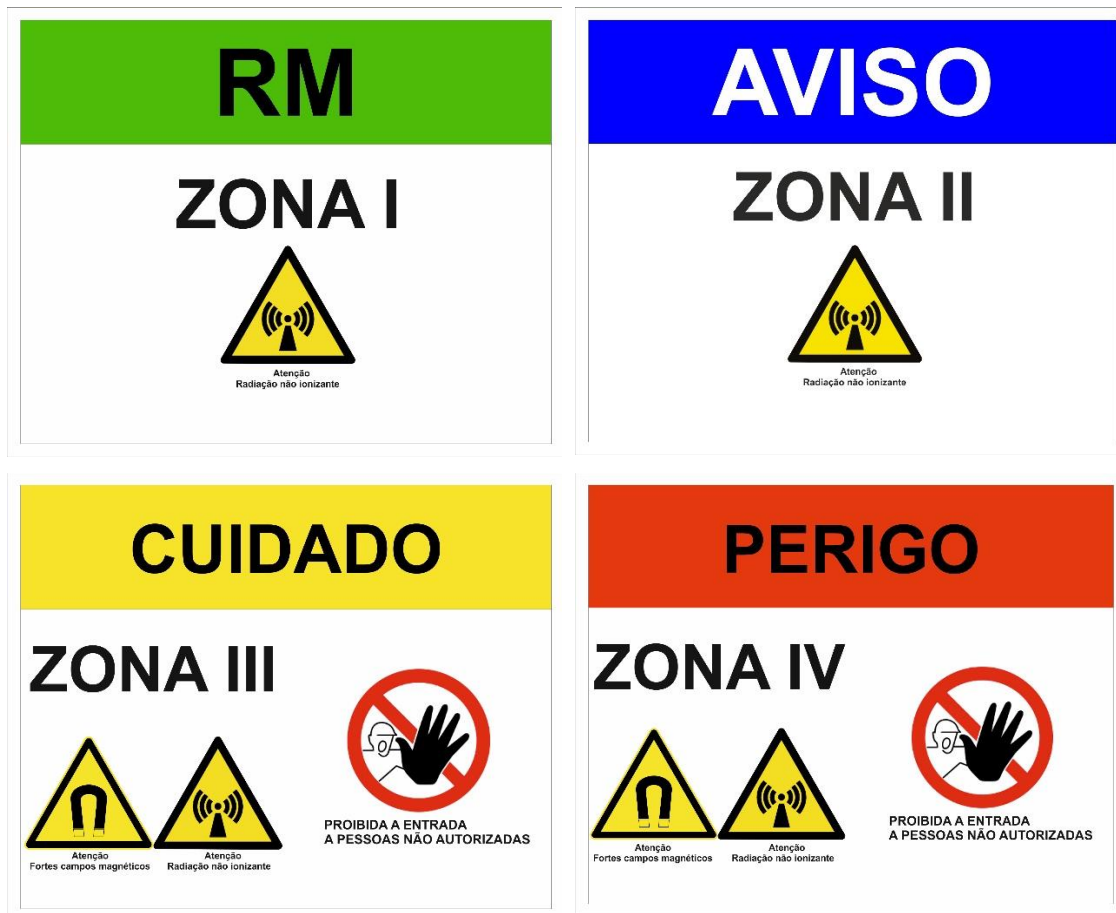 RM
ZONA I
Atenção
Radiação não ionizante
AVISO
ZONA II
Atenção
Radiação não ionizante
CUIDADO
ZONA III
Atenção
Fortes campos magnéticos
Atenção
Radiação não ionizante
PROIBIDA A ENTRADA
A PESSOAS NÃO AUTORIZADAS
PERIGO
ZONA IV
Atenção
Fortes campos magnéticos
Atenção
Radiação não ionizante
PROIBIDA A ENTRADA
A PESSOAS NÃO AUTORIZADAS